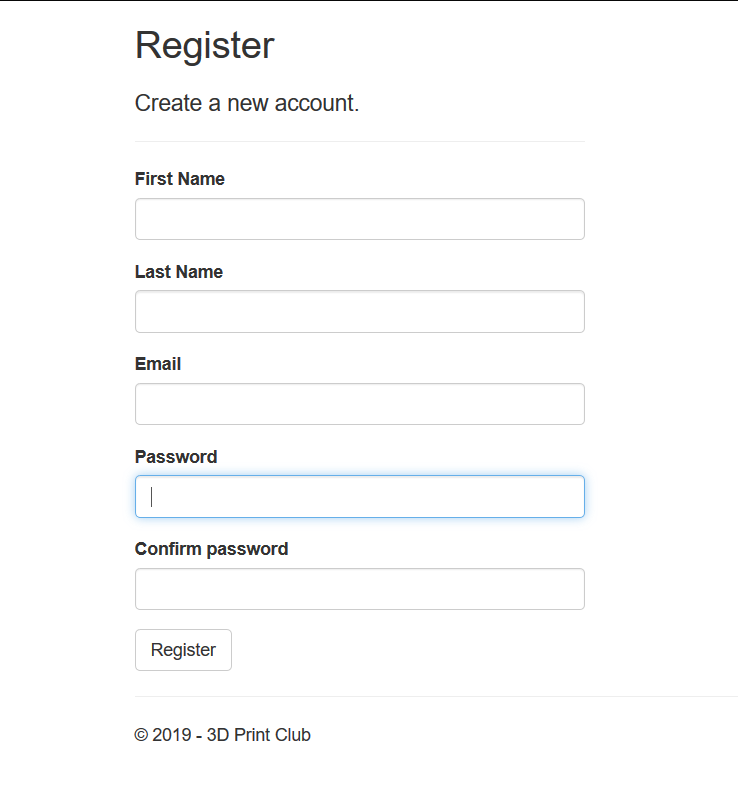 Register
Create a new account.
First Name
Last Name
Email
Password
Confirm password
Register
© 2019 - 3D Print Club